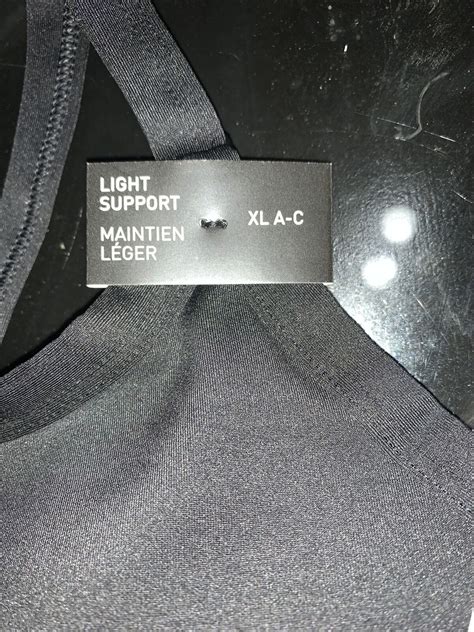 LIGHT
SUPPORT
MAINTIEN
LÉGER
XL A-C